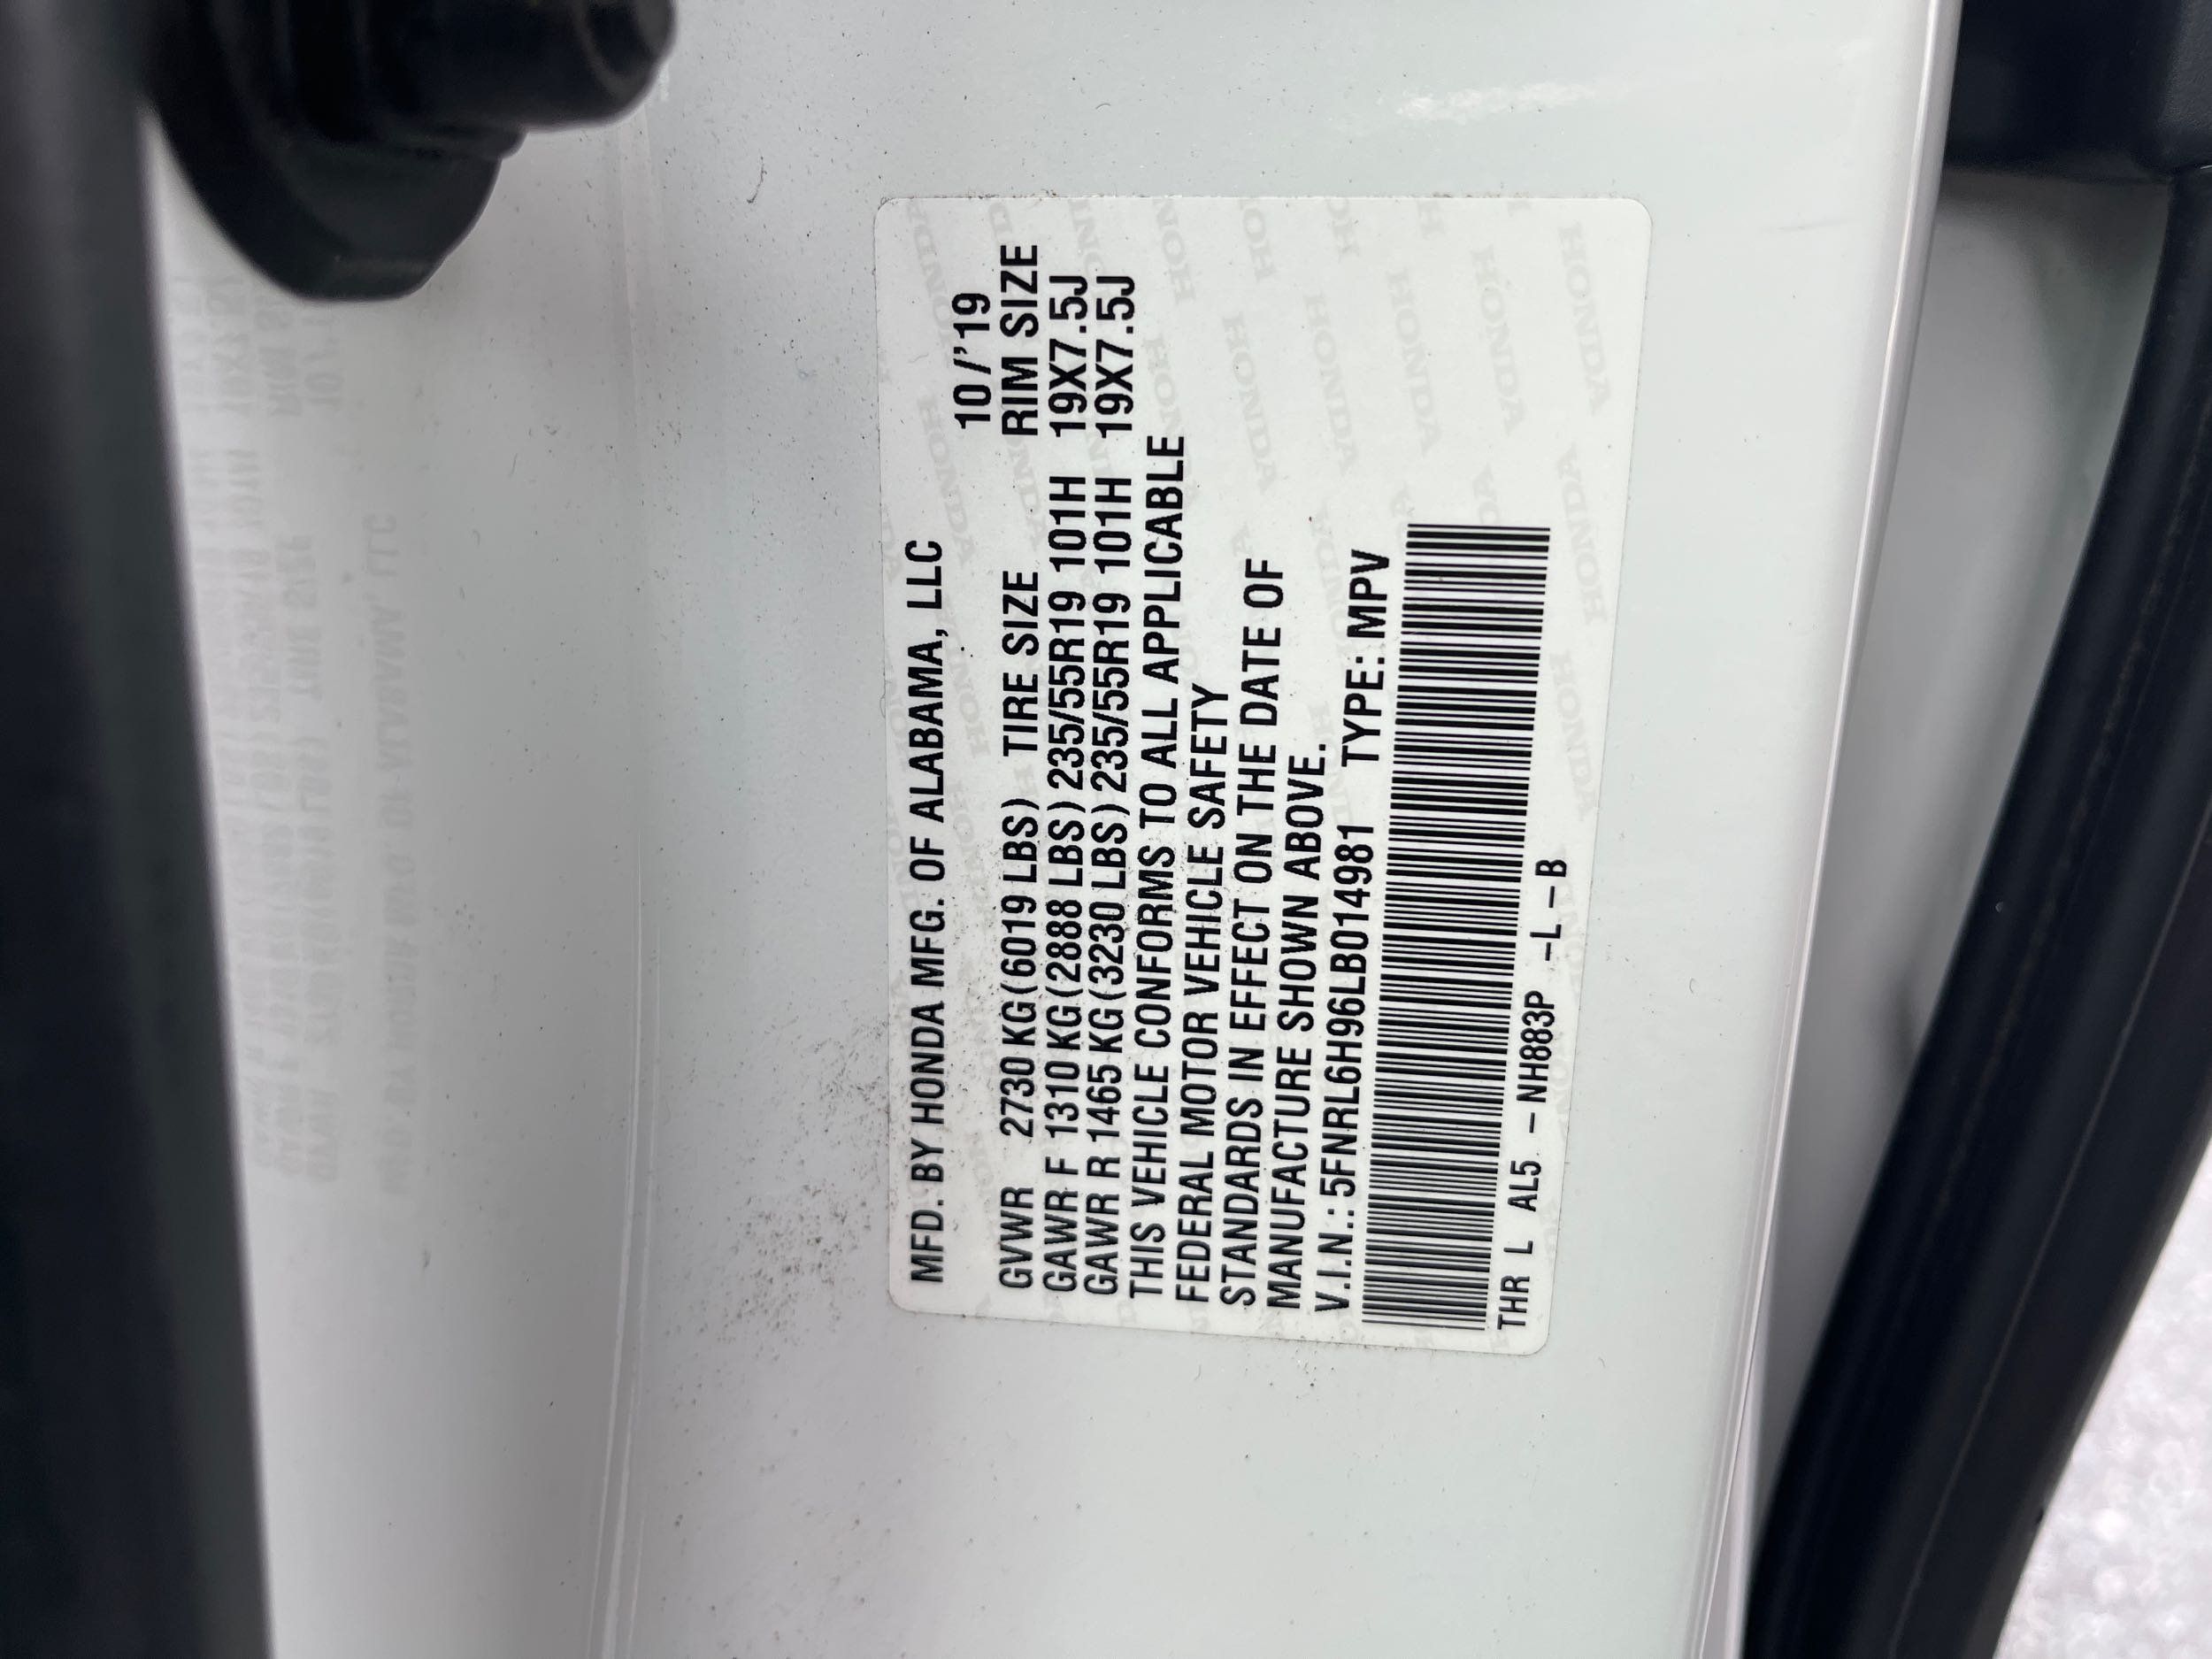 MFD. BY HONDA MFG. OF ALABAMA, LLC
10/'19
GVWR 2730 KG (6019 LBS) TIRE SIZE RIM SIZE
GAWR F 1310 KG (2888 LBS) 235/55R19 101H 19X7.5J
GAWR R 1465 KG (3230 LBS) 235/55R19 101H 19X7.5J
THIS VEHICLE CONFORMS TO ALL APPLICABLE
FEDERAL MOTOR VEHICLE SAFETY
STANDARDS IN EFFECT ON THE DATE OF
MANUFACTURE SHOWN ABOVE.
V.I.N.: 5FNRL6H96LB014981 TYPE: MPV
THR L AL5 -NH883P -L-B